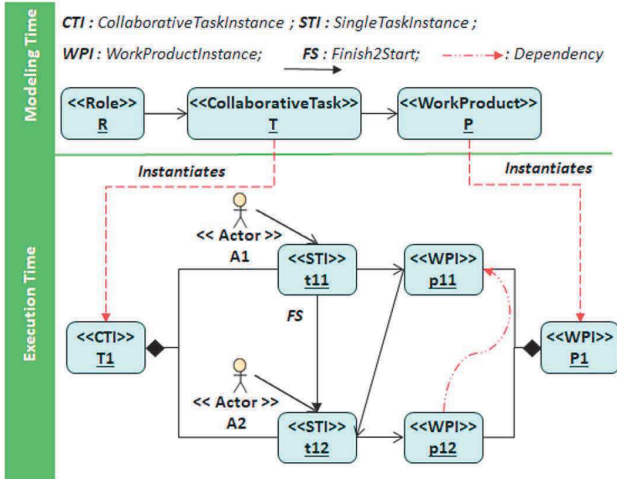 Modeling Time
CTI : CollaborativeTaskInstance ; STI : SingleTaskInstance ;
WPI : WorkProductInstance; FS : Finish2Start; : Dependency
<<Role>>
R
<<CollaborativeTask>>
T
<<WorkProduct>>
P
Instantiates
Instantiates
Execution Time
<< Actor >>
A1
<<STI>>
t11
<<WPI>>
p11
FS
<<CTI>>
T1
<<WPI>>
P1
<< Actor >>
A2
<<STI>>
t12
<<WPI>>
p12